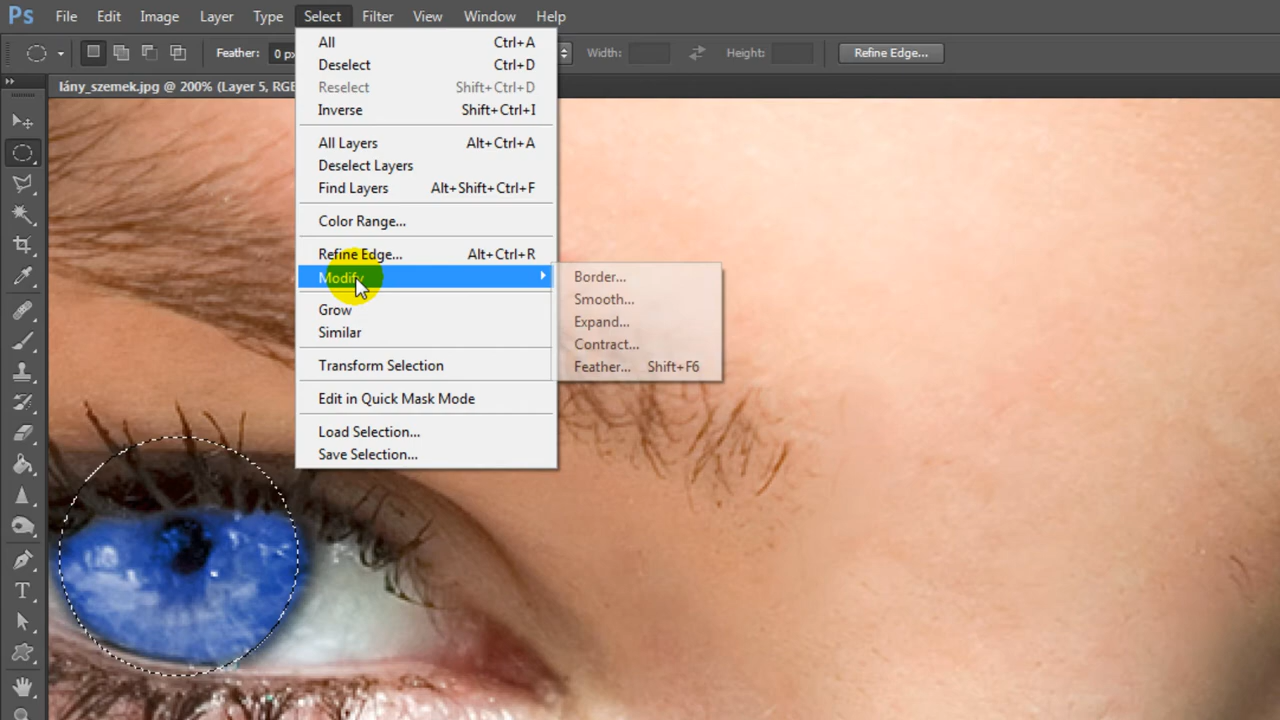 Ps File Edit Image Layer Type Select Filter View Window Help
Feather: 0 px Width: Height: Refine Edge...
lány_szemek.jpg @ 200% (Layer 5, RGB
All Ctrl+A
Deselect Ctrl+D
Reselect Shift+Ctrl+D
Inverse Shift+Ctrl+I
All Layers Alt+Ctrl+A
Deselect Layers
Find Layers Alt+Shift+Ctrl+F
Color Range...
Refine Edge... Alt+Ctrl+R
Modify
Border...
Smooth...
Expand...
Contract...
Feather... Shift+F6
Grow
Similar
Transform Selection
Edit in Quick Mask Mode
Load Selection...
Save Selection...